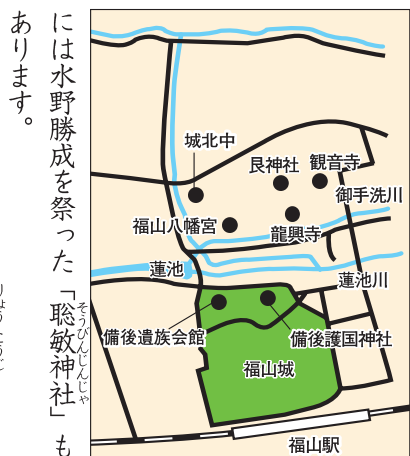 には水野勝成を祭った「聡敏神社」も
そうびんじんじゃ
あります。
城北中
艮神社
観音寺
御手洗川
福山八幡宮
龍興寺
蓮池
蓮池川
備後遺族会館
備後護国神社
福山城
福山駅